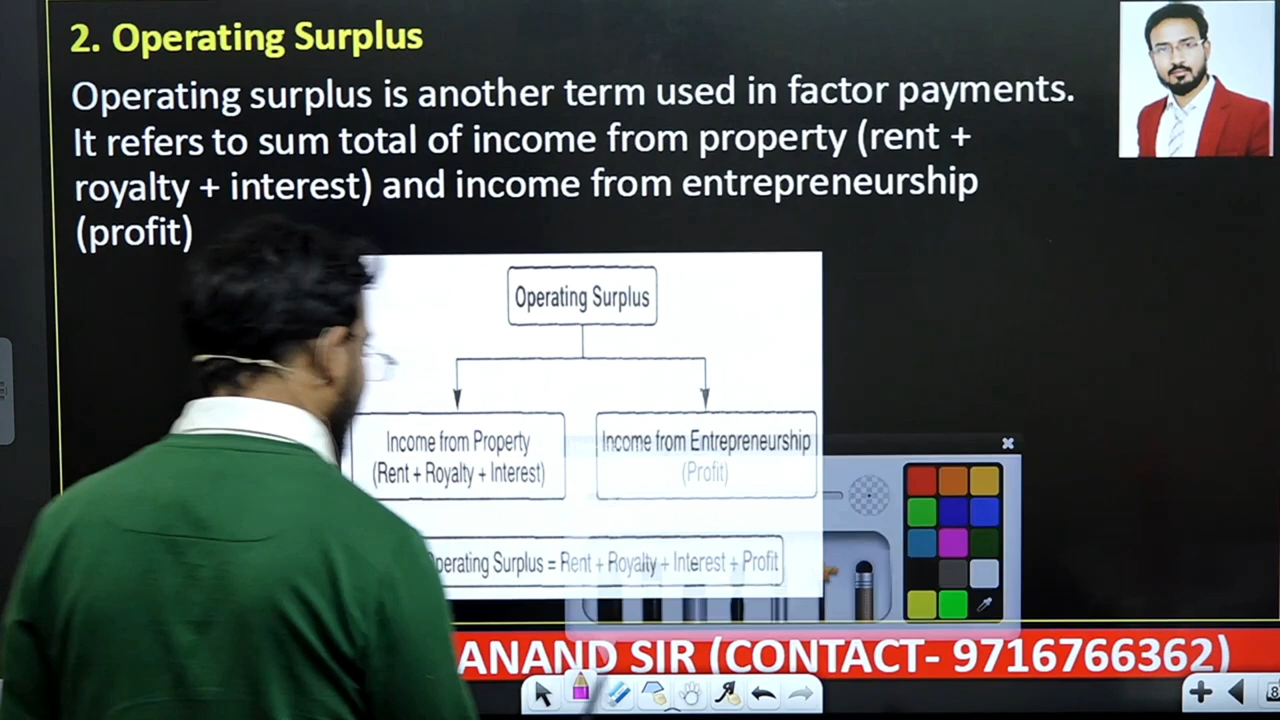 2. Operating Surplus
Operating surplus is another term used in factor payments.
It refers to sum total of income from property (rent +
royalty + interest) and income from entrepreneurship
(profit)
Operating Surplus
Income from Property
(Rent + Royalty + Interest)
Income from Entrepreneurship
(Profit)
perating Surplus = Rent + Royalty + Interest + Profit
ANAND SIR (CONTACT- 9716766362)